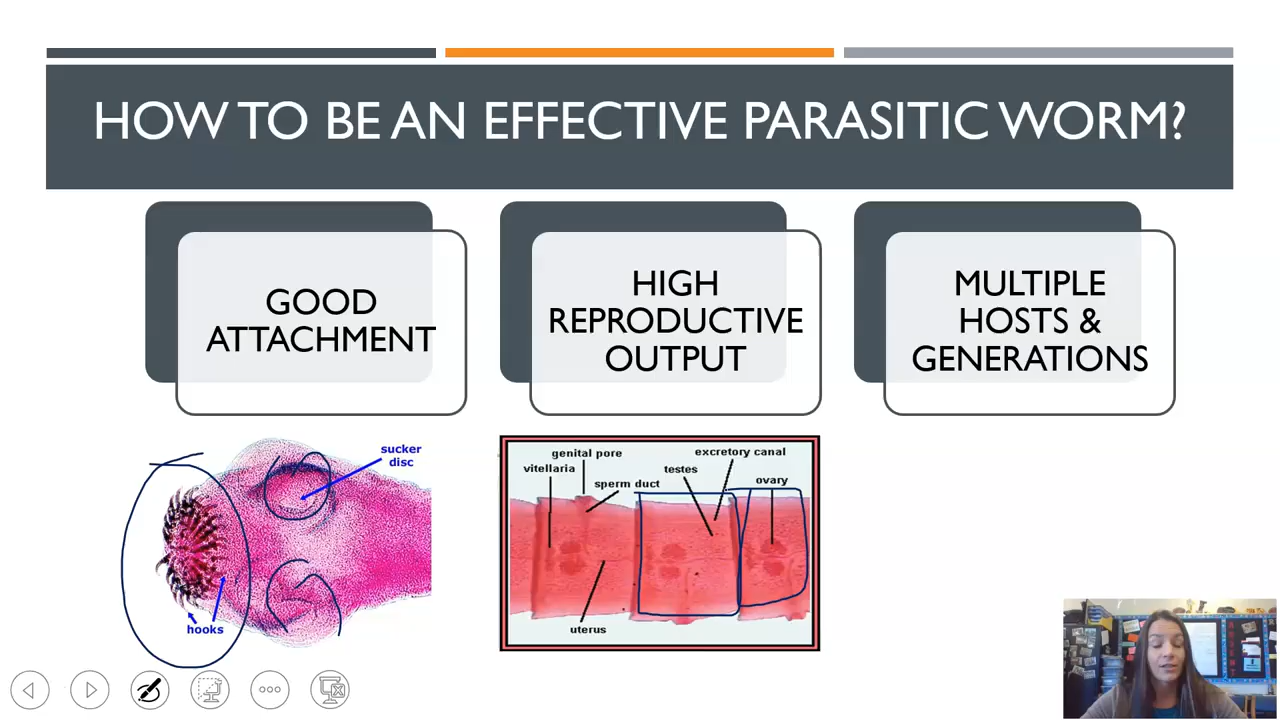 HOW TO BE AN EFFECTIVE PARASITIC WORM?
GOOD
ATTACHMENT
HIGH
REPRODUCTIVE
OUTPUT
MULTIPLE
HOSTS &
GENERATIONS
sucker
disc
hooks
genital pore
excretory canal
vitellaria
testes
sperm duct
ovary
uterus